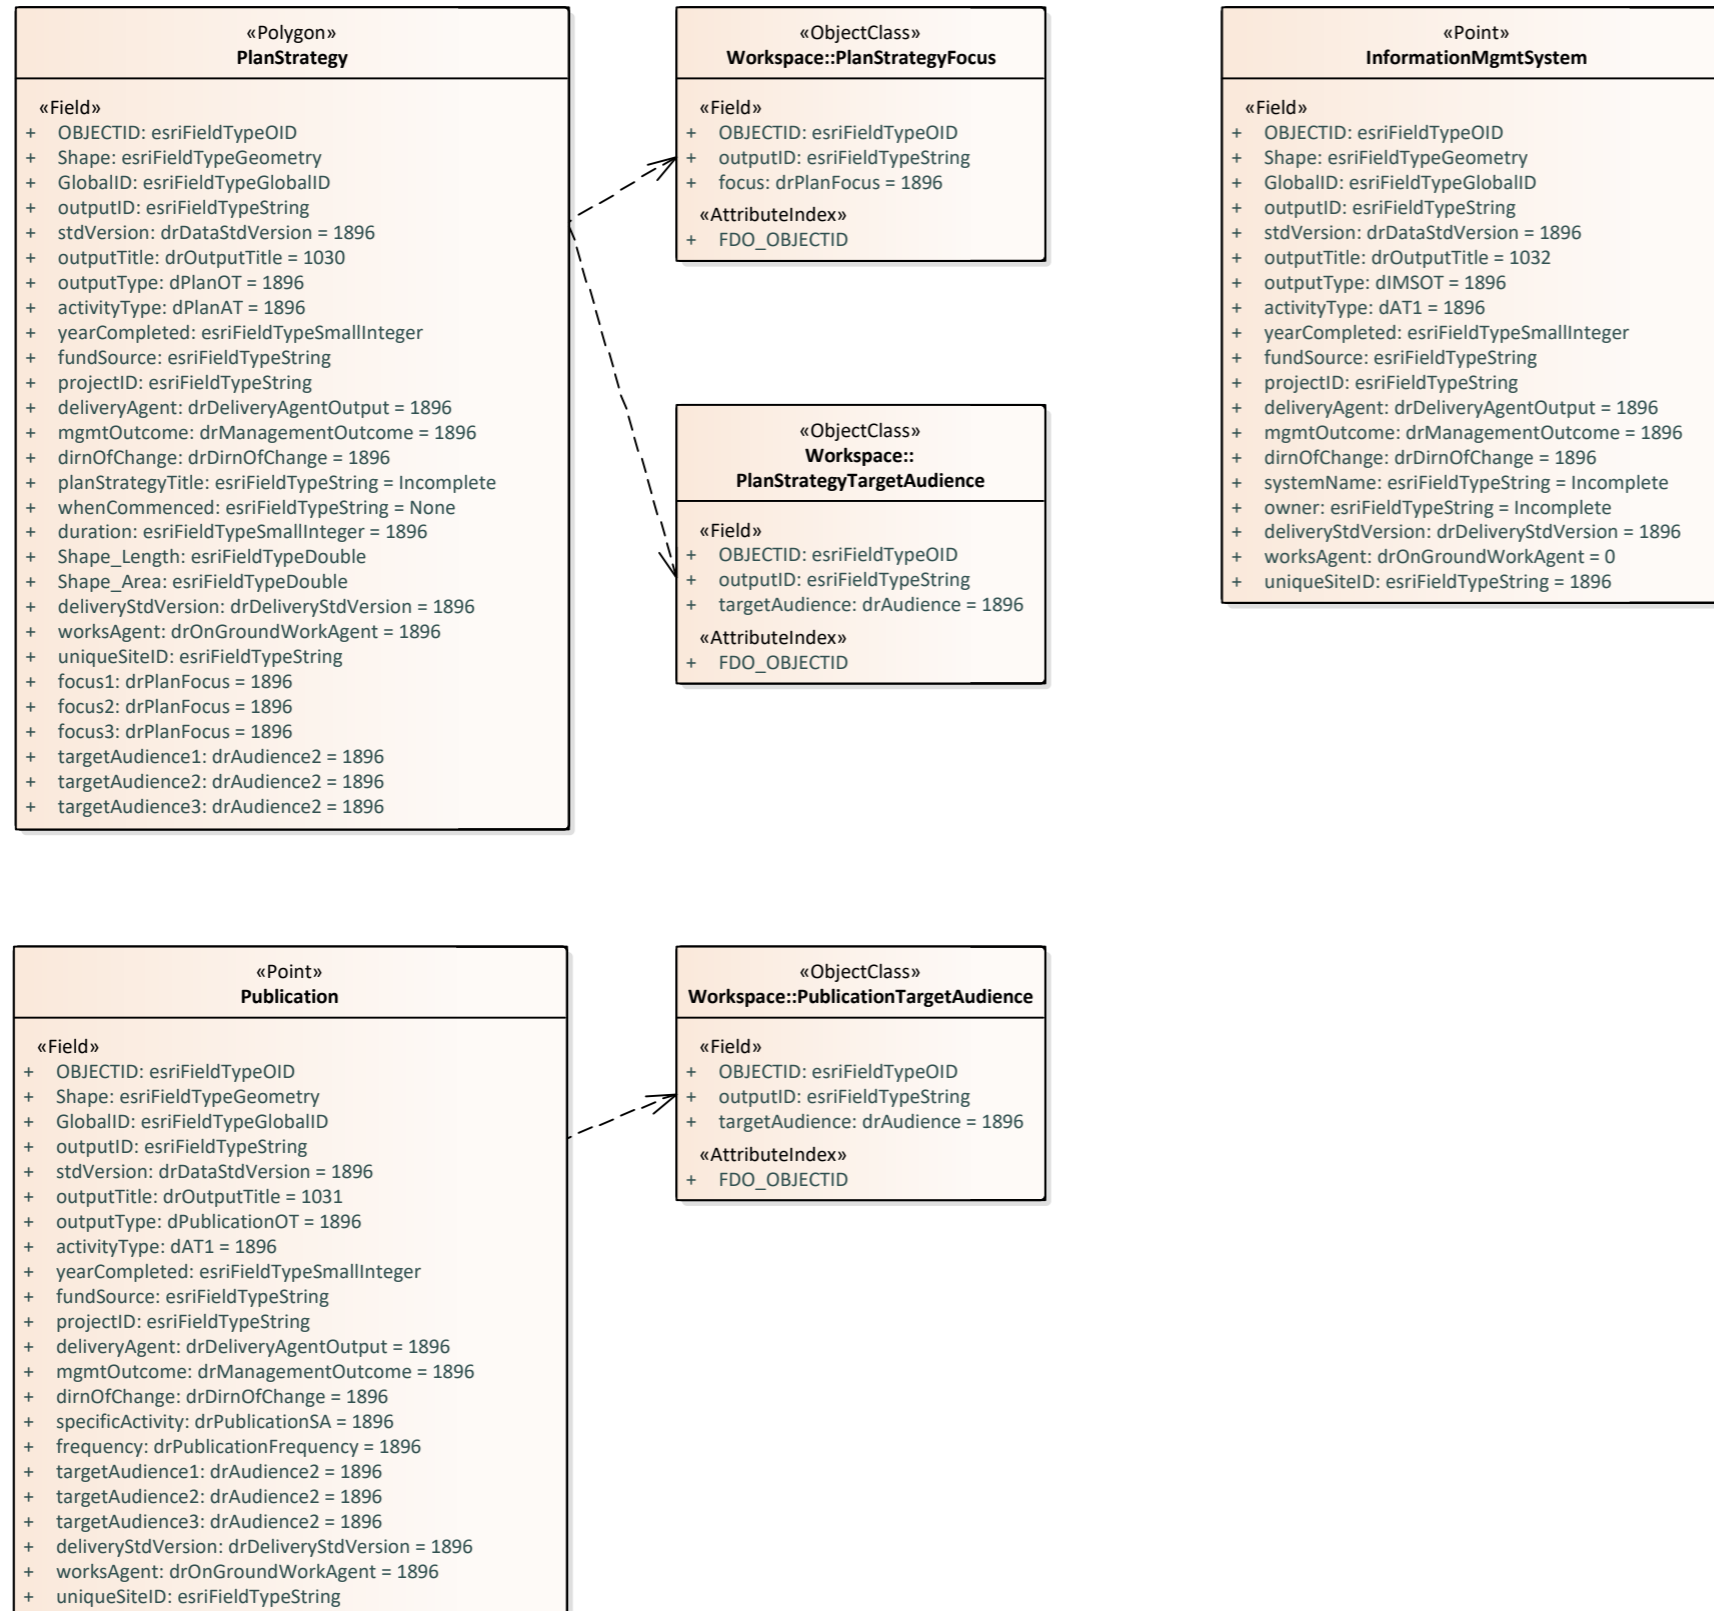 «Polygon»
PlanStrategy
«Field»
+ OBJECTID: esriFieldTypeOID
+ Shape: esriFieldTypeGeometry
+ GlobalID: esriFieldTypeGlobalID
+ outputID: esriFieldTypeString
+ stdVersion: drDataStdVersion = 1896
+ outputTitle: drOutputTitle = 1030
+ outputType: dPlanOT = 1896
+ activityType: dPlanAT = 1896
+ yearCompleted: esriFieldTypeSmallInteger
+ fundSource: esriFieldTypeString
+ projectID: esriFieldTypeString
+ deliveryAgent: drDeliveryAgentOutput = 1896
+ mgmtOutcome: drManagementOutcome = 1896
+ dirnOfChange: drDirnOfChange = 1896
+ planStrategyTitle: esriFieldTypeString = Incomplete
+ whenCommenced: esriFieldTypeString = None
+ duration: esriFieldTypeSmallInteger = 1896
+ Shape_Length: esriFieldTypeDouble
+ Shape_Area: esriFieldTypeDouble
+ deliveryStdVersion: drDeliveryStdVersion = 1896
+ worksAgent: drOnGroundWorkAgent = 1896
+ uniqueSiteID: esriFieldTypeString
+ focus1: drPlanFocus = 1896
+ focus2: drPlanFocus = 1896
+ focus3: drPlanFocus = 1896
+ targetAudience1: drAudience2 = 1896
+ targetAudience2: drAudience2 = 1896
+ targetAudience3: drAudience2 = 1896
«ObjectClass»
Workspace::PlanStrategyFocus
«Field»
+ OBJECTID: esriFieldTypeOID
+ outputID: esriFieldTypeString
+ focus: drPlanFocus = 1896
«AttributeIndex»
+ FDO_OBJECTID
«ObjectClass»
Workspace::
PlanStrategyTargetAudience
«Field»
+ OBJECTID: esriFieldTypeOID
+ outputID: esriFieldTypeString
+ targetAudience: drAudience = 1896
«AttributeIndex»
+ FDO_OBJECTID
«Point»
InformationMgmtSystem
«Field»
+ OBJECTID: esriFieldTypeOID
+ Shape: esriFieldTypeGeometry
+ GlobalID: esriFieldTypeGlobalID
+ outputID: esriFieldTypeString
+ stdVersion: drDataStdVersion = 1896
+ outputTitle: drOutputTitle = 1032
+ outputType: dIMSOT = 1896
+ activityType: dAT1 = 1896
+ yearCompleted: esriFieldTypeSmallInteger
+ fundSource: esriFieldTypeString
+ projectID: esriFieldTypeString
+ deliveryAgent: drDeliveryAgentOutput = 1896
+ mgmtOutcome: drManagementOutcome = 1896
+ dirnOfChange: drDirnOfChange = 1896
+ systemName: esriFieldTypeString = Incomplete
+ owner: esriFieldTypeString = Incomplete
+ deliveryStdVersion: drDeliveryStdVersion = 1896
+ worksAgent: drOnGroundWorkAgent = 0
+ uniqueSiteID: esriFieldTypeString = 1896
«Point»
Publication
«Field»
+ OBJECTID: esriFieldTypeOID
+ Shape: esriFieldTypeGeometry
+ GlobalID: esriFieldTypeGlobalID
+ outputID: esriFieldTypeString
+ stdVersion: drDataStdVersion = 1896
+ outputTitle: drOutputTitle = 1031
+ outputType: dPublicationOT = 1896
+ activityType: dAT1 = 1896
+ yearCompleted: esriFieldTypeSmallInteger
+ fundSource: esriFieldTypeString
+ projectID: esriFieldTypeString
+ deliveryAgent: drDeliveryAgentOutput = 1896
+ mgmtOutcome: drManagementOutcome = 1896
+ dirnOfChange: drDirnOfChange = 1896
+ specificActivity: drPublicationSA = 1896
+ frequency: drPublicationFrequency = 1896
+ targetAudience1: drAudience2 = 1896
+ targetAudience2: drAudience2 = 1896
+ targetAudience3: drAudience2 = 1896
+ deliveryStdVersion: drDeliveryStdVersion = 1896
+ worksAgent: drOnGroundWorkAgent = 1896
+ uniqueSiteID: esriFieldTypeString
«ObjectClass»
Workspace::PublicationTargetAudience
«Field»
+ OBJECTID: esriFieldTypeOID
+ outputID: esriFieldTypeString
+ targetAudience: drAudience = 1896
«AttributeIndex»
+ FDO_OBJECTID